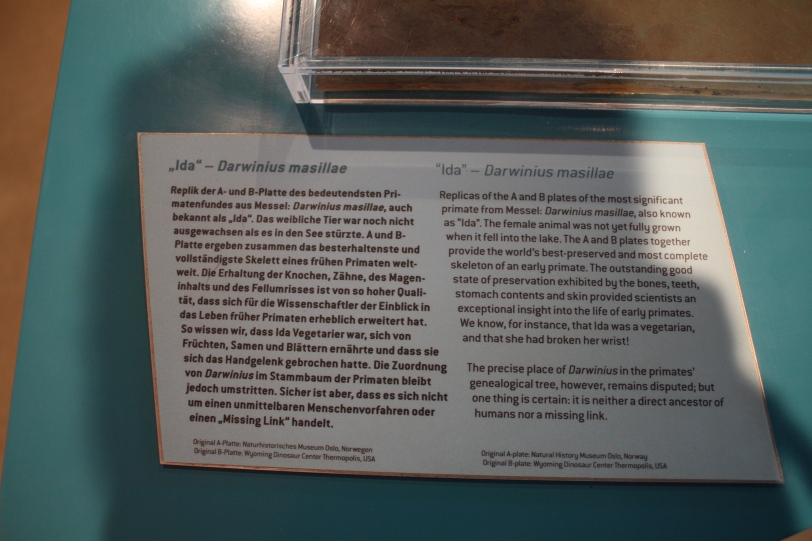 „Ida“ – Darwinius masillae
Replik der A- und B-Platte des bedeutendsten Pri-
matenfundes aus Messel: Darwinius masillae, auch
bekannt als „Ida“. Das weibliche Tier war noch nicht
ausgewachsen als es in den See stürzte. A und B-
Platte ergeben zusammen das besterhaltenste und
vollständigste Skelett eines frühen Primaten welt-
weit. Die Erhaltung der Knochen, Zähne, des Magen-
inhalts und des Fellumrisses ist von so hoher Quali-
tät, dass sich für die Wissenschaftler der Einblick in
das Leben früher Primaten erheblich erweitert hat.
So wissen wir, dass Ida Vegetarier war, sich von
Früchten, Samen und Blättern ernährte und dass sie
sich das Handgelenk gebrochen hatte. Die Zuordnung
von Darwinius im Stammbaum der Primaten bleibt
jedoch umstritten. Sicher ist aber, dass es sich nicht
um einen unmittelbaren Menschenvorfahren oder
einen „Missing Link“ handelt.
Original A-Platte: Naturhistorisches Museum Oslo, Norwegen
Original B-Platte: Wyoming Dinosaur Center Thermopolis, USA
“Ida” – Darwinius masillae
Replicas of the A and B plates of the most significant
primate from Messel: Darwinius masillae, also known
as “Ida”. The female animal was not yet fully grown
when it fell into the lake. The A and B plates together
provide the world’s best-preserved and most complete
skeleton of an early primate. The outstanding good
state of preservation exhibited by the bones, teeth,
stomach contents and skin provided scientists an
exceptional insight into the life of early primates.
We know, for instance, that Ida was a vegetarian,
and that she had broken her wrist!
The precise place of Darwinius in the primates’
genealogical tree, however, remains disputed; but
one thing is certain: it is neither a direct ancestor of
humans nor a missing link.
Original A-plate: Natural History Museum Oslo, Norway
Original B-plate: Wyoming Dinosaur Center Thermopolis, USA